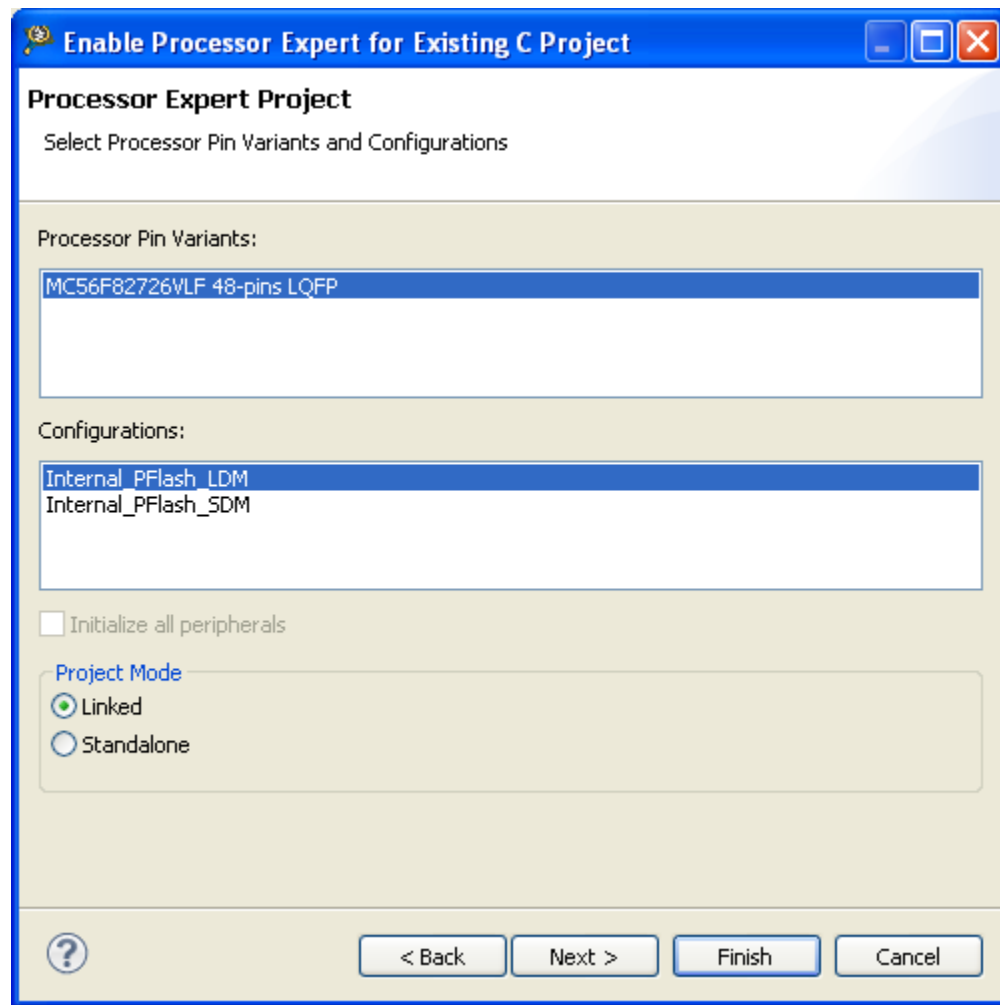 Enable Processor Expert for Existing C Project
Processor Expert Project
Select Processor Pin Variants and Configurations
Processor Pin Variants:
MC56F82726VLF 48-pins LQFP
Configurations:
Internal_PFlash_LDM
Internal_PFlash_SDM
Initialize all peripherals
Project Mode
Linked
Standalone
? < Back Next > Finish Cancel